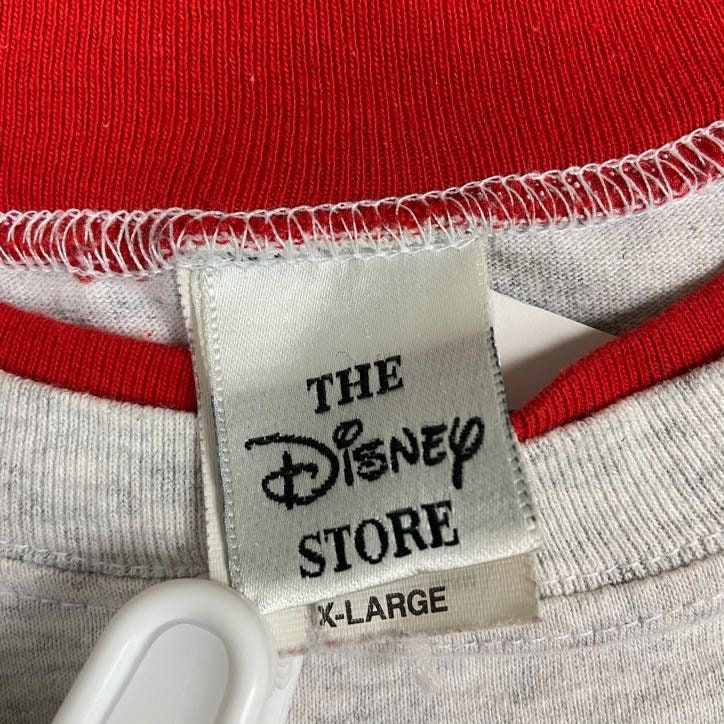 THE
Disney
STORE
X-LARGE